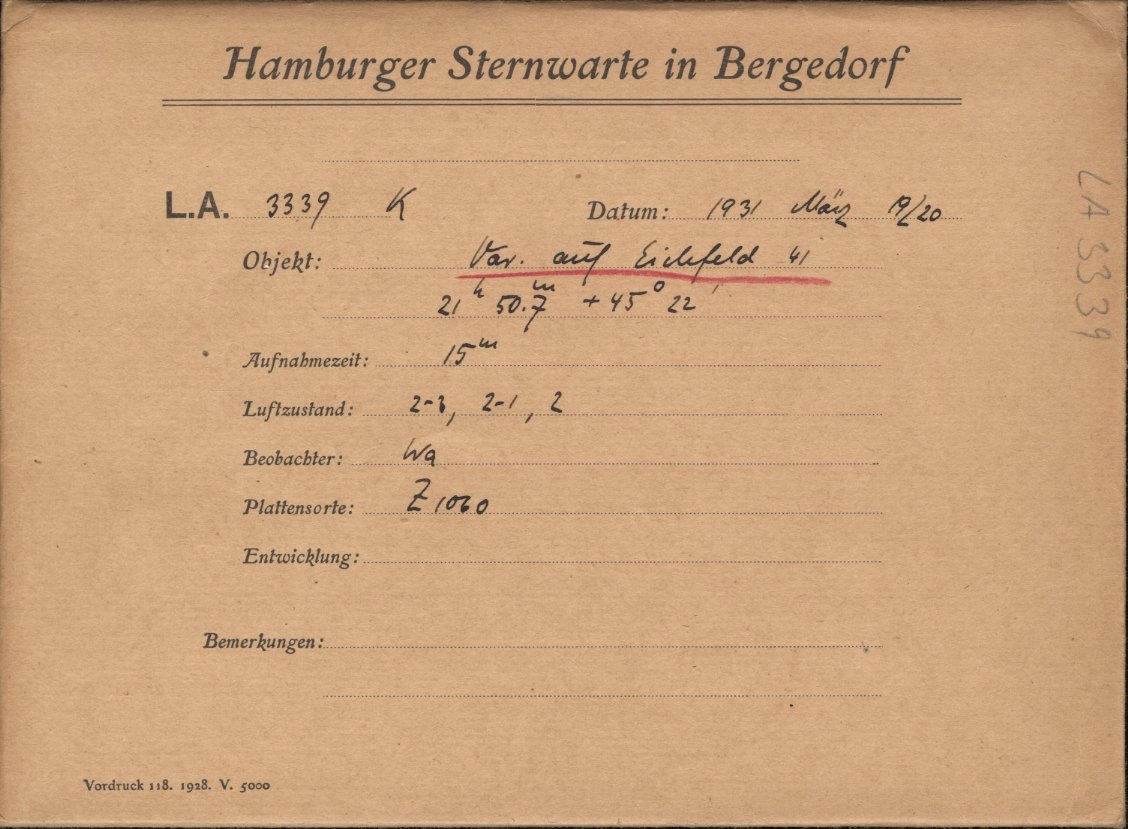 Hamburger Sternwarte in Bergedorf
L.A. 3339 K Datum: 1931 März 19/20
Objekt: Var. auf Eichfeld 41
21ʰ 50.7ᵐ + 45° 22'
Aufnahmezeit: 15ᵐ
Luftzustand: 2-3, 2-1, 2
Beobachter: Wa
Plattensorte: Z 1060
Entwicklung:
Bemerkungen:
Vordruck 118. 1928. V. 5000
LA 3339